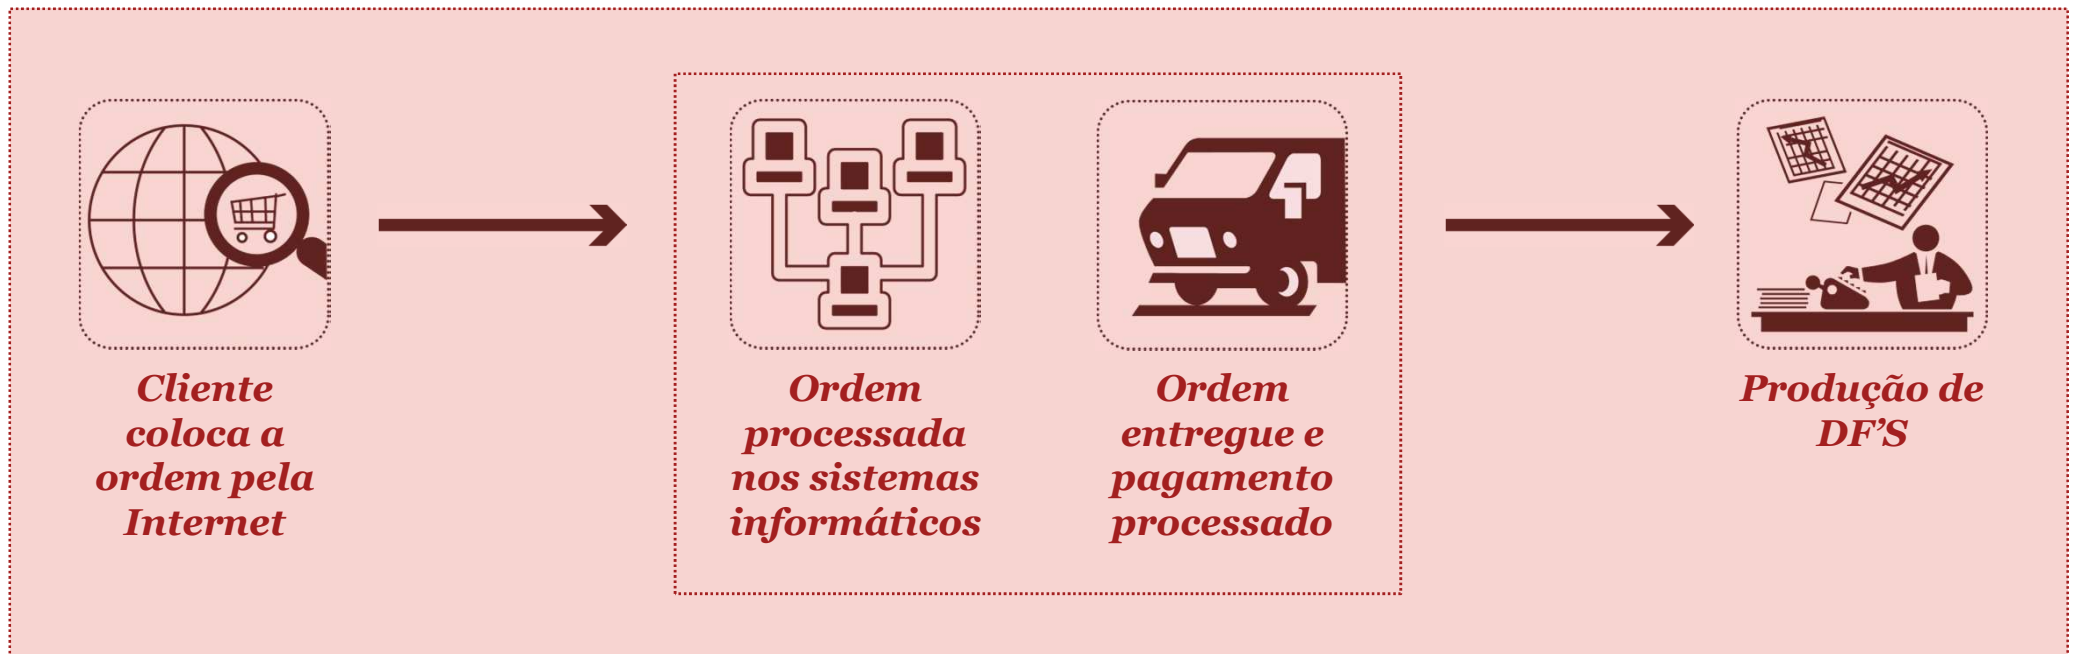 Cliente
coloca a
ordem pela
Internet
Ordem
processada
nos sistemas
informáticos
Ordem
entregue e
pagamento
processado
Produção de
DF’S